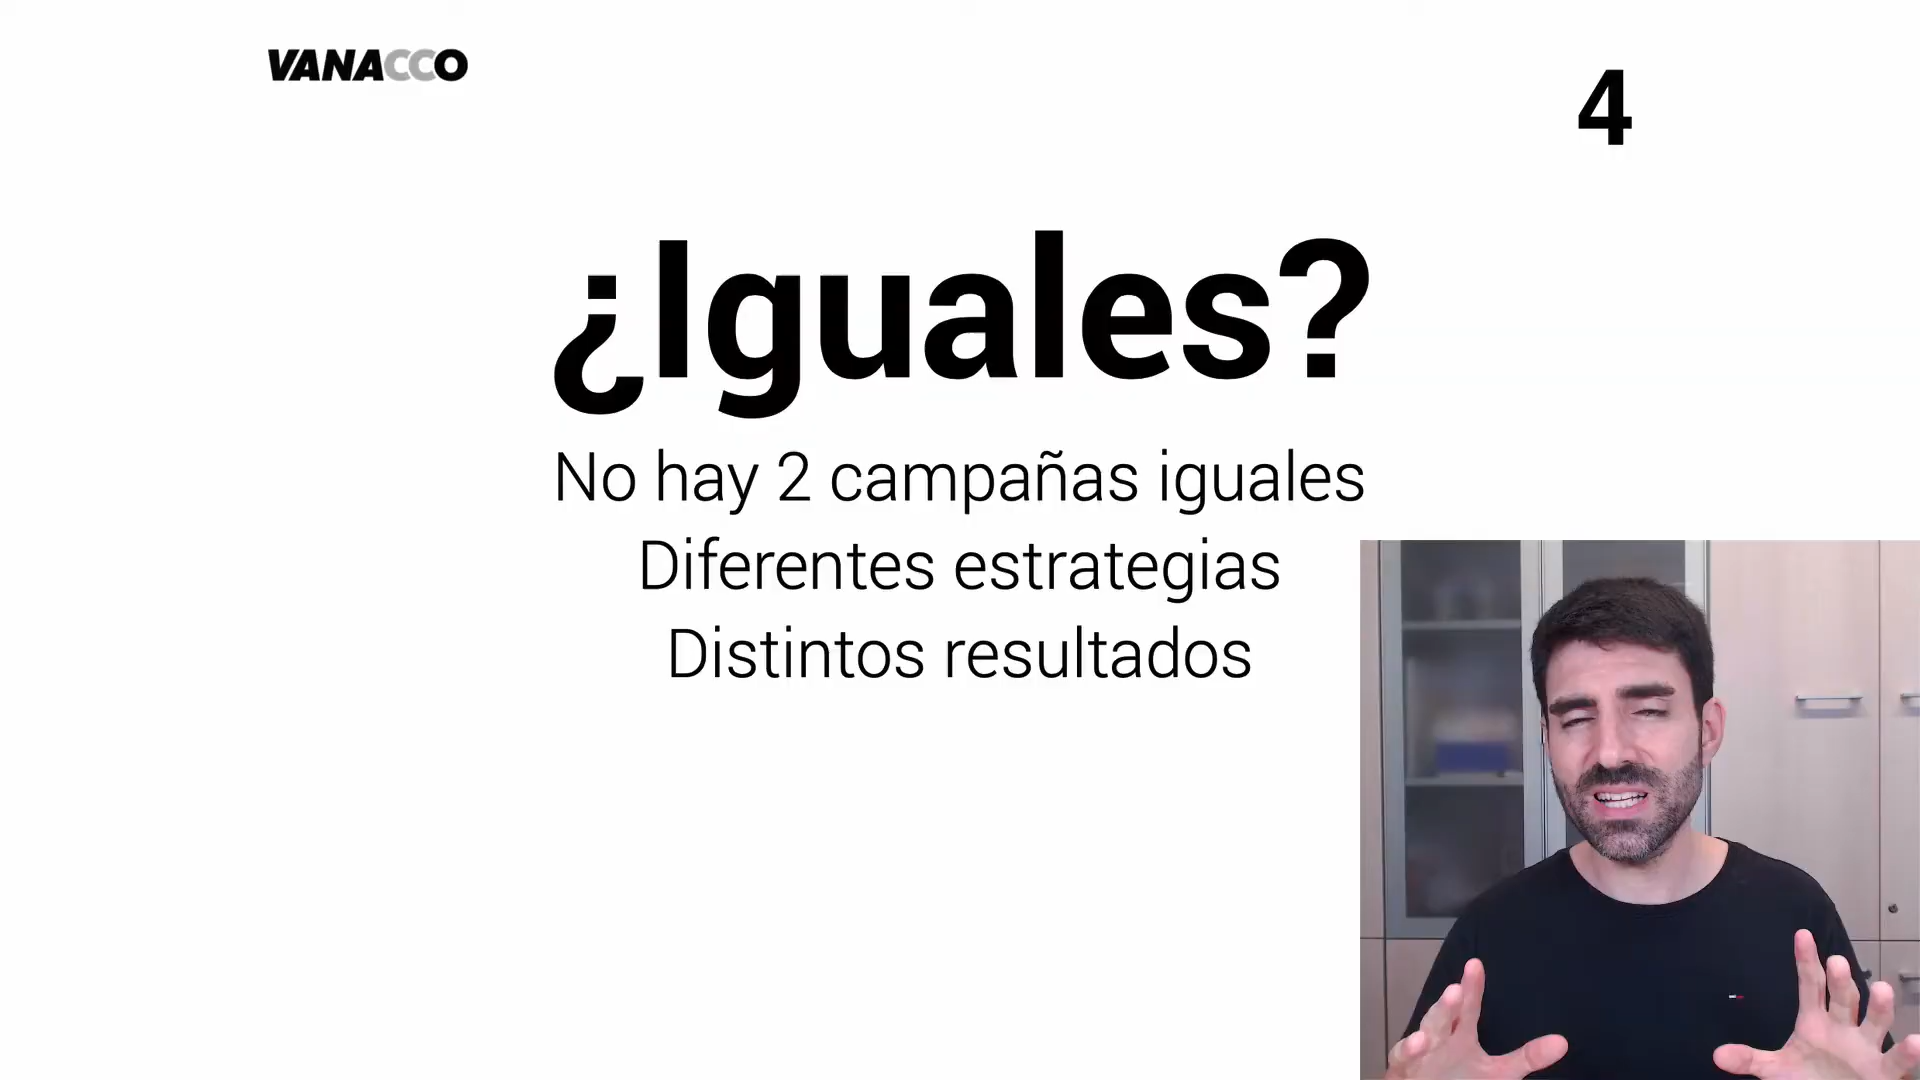 VANACCO
4
¿Iguales?
No hay 2 campañas iguales
Diferentes estrategias
Distintos resultados